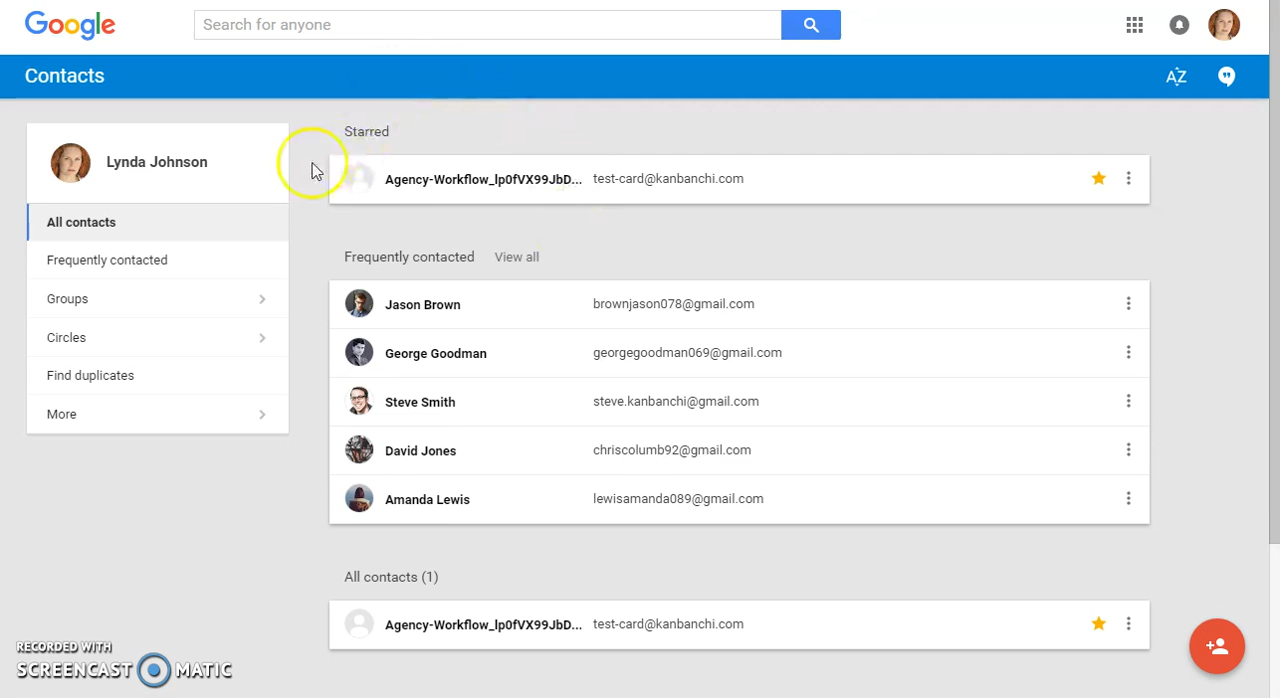 Google
Search for anyone
Contacts
AZ
Lynda Johnson
All contacts
Frequently contacted
Groups
Circles
Find duplicates
More
Starred
Agency-Workflow_lp0fVX99JbD... test-card@kanbanchi.com
Frequently contacted View all
Jason Brown brownjason078@gmail.com
George Goodman georgegoodman069@gmail.com
Steve Smith steve.kanbanchi@gmail.com
David Jones chriscolumb92@gmail.com
Amanda Lewis lewisamanda089@gmail.com
All contacts (1)
Agency-Workflow_lp0fVX99JbD... test-card@kanbanchi.com
RECORDED WITH
SCREENCAST MATIC